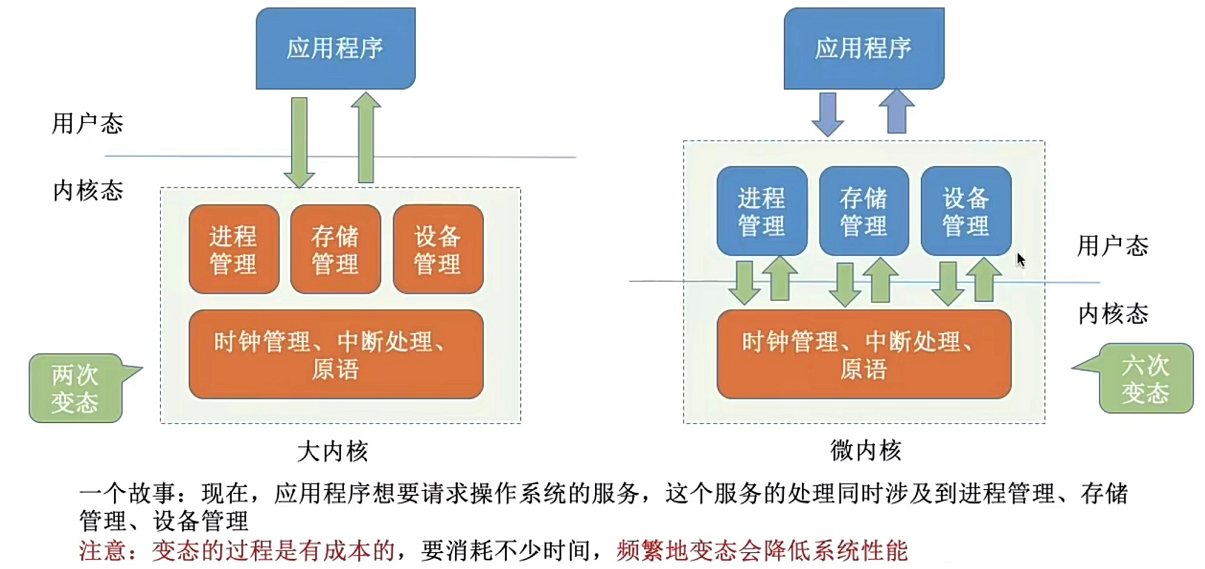 应用程序
用户态
内核态
进程
管理
存储
管理
设备
管理
时钟管理、中断处理、
原语
两次
变态
大内核
应用程序
进程
管理
存储
管理
设备
管理
用户态
内核态
时钟管理、中断处理、
原语
六次
变态
微内核
一个故事：现在，应用程序想要请求操作系统的服务，这个服务的处理同时涉及到进程管理、存储
管理、设备管理
注意：变态的过程是有成本的，要消耗不少时间，频繁地变态会降低系统性能